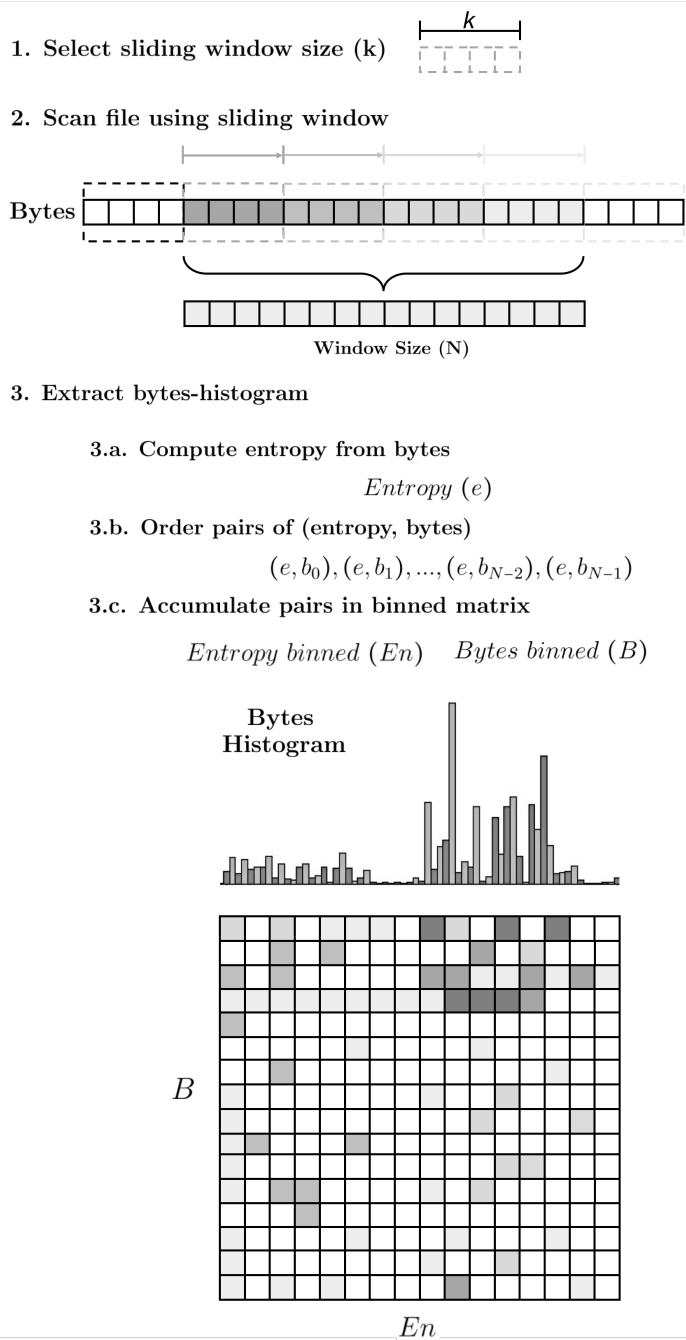 k
1. Select sliding window size (k)
2. Scan file using sliding window
Bytes
Window Size (N)
3. Extract bytes-histogram
3.a. Compute entropy from bytes
Entropy (e)
3.b. Order pairs of (entropy, bytes)
(e, b₀), (e, b₁), ..., (e, b_{N−2}), (e, b_{N−1})
3.c. Accumulate pairs in binned matrix
Entropy binned (En) Bytes binned (B)
Bytes
Histogram
B
En